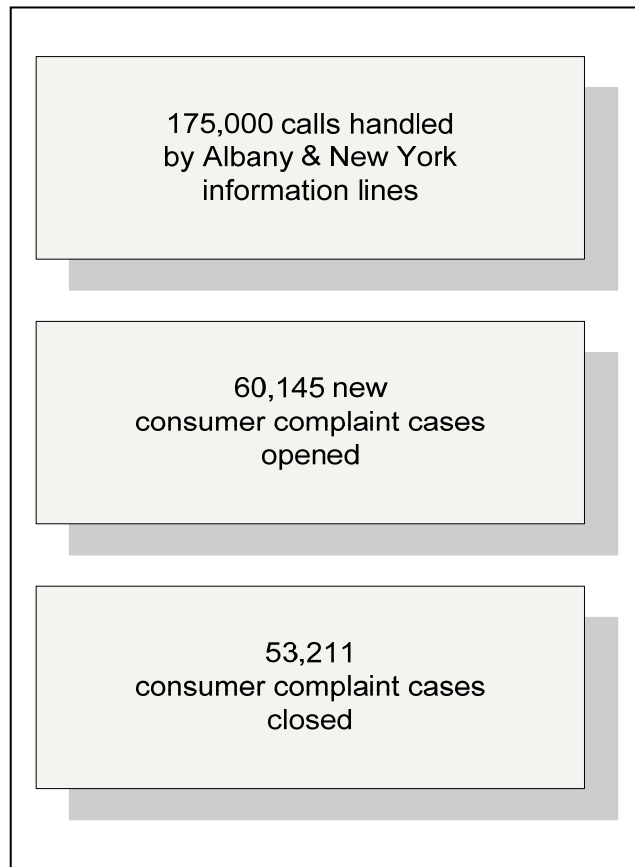 175,000 calls handled
by Albany & New York
information lines
60,145 new
consumer complaint cases
opened
53,211
consumer complaint cases
closed